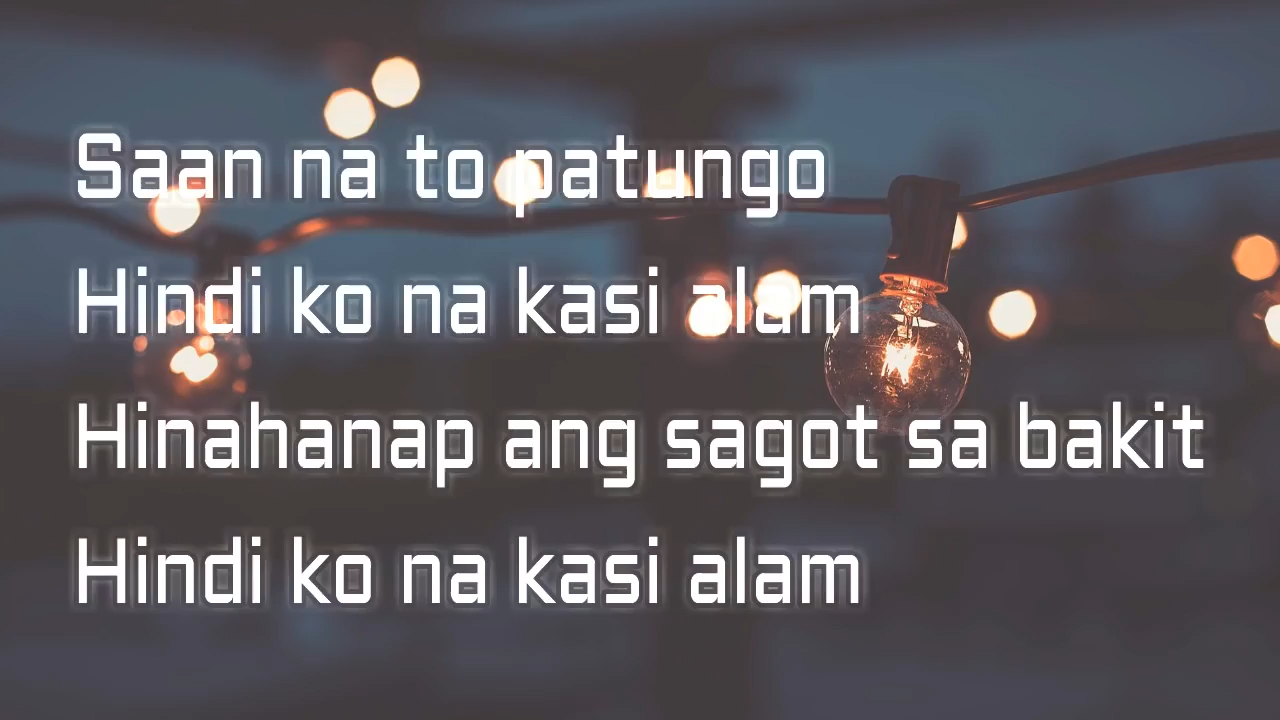 Saan na to patungo
Hindi ko na kasi alam
Hinahanap ang sagot sa bakit
Hindi ko na kasi alam